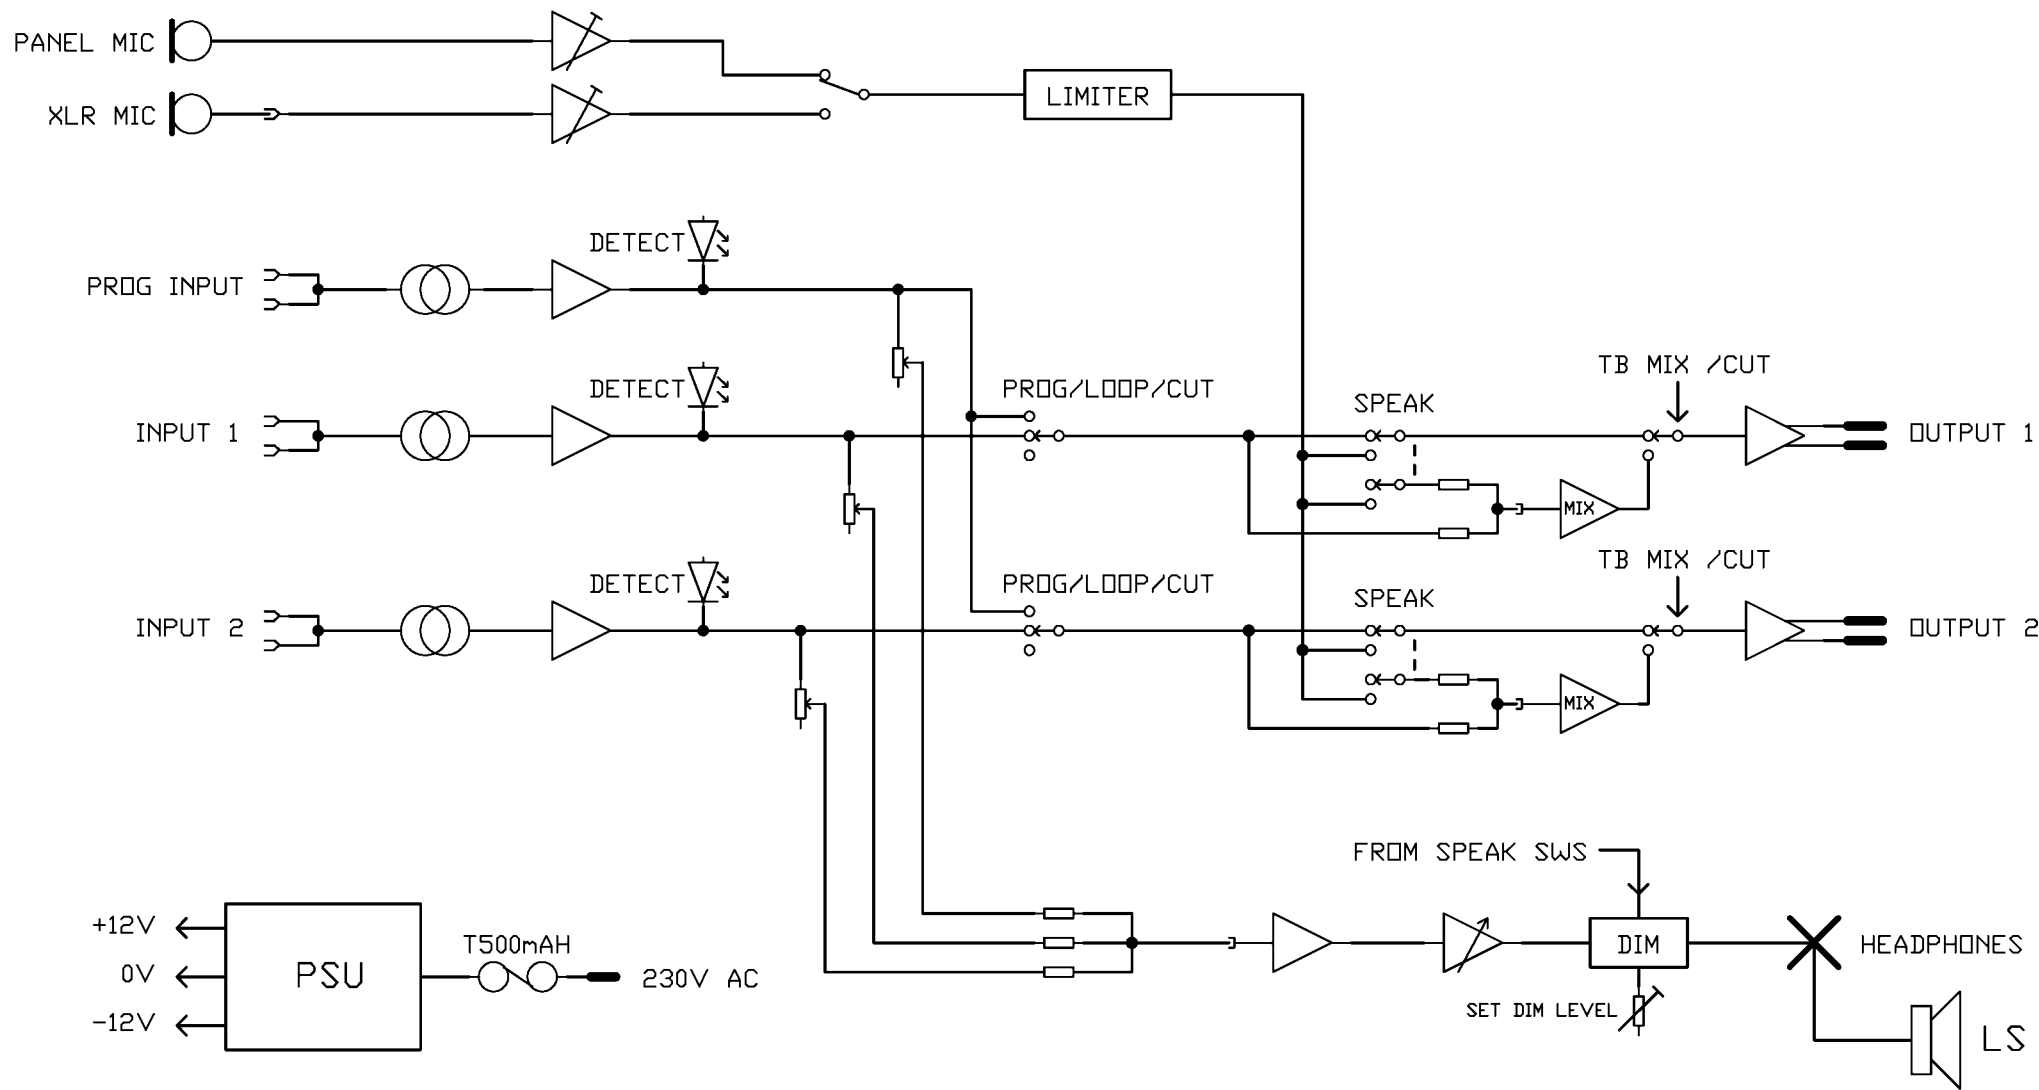 PANEL MIC
XLR MIC
LIMITER
DETECT
PROG INPUT
DETECT
PROG/LOOP/CUT
SPEAK
TB MIX /CUT
INPUT 1
OUTPUT 1
MIX
DETECT
PROG/LOOP/CUT
SPEAK
TB MIX /CUT
INPUT 2
OUTPUT 2
MIX
FROM SPEAK SWS
+12V
T500mAH
DIM
HEADPHONES
0V
PSU
230V AC
SET DIM LEVEL
-12V
LS